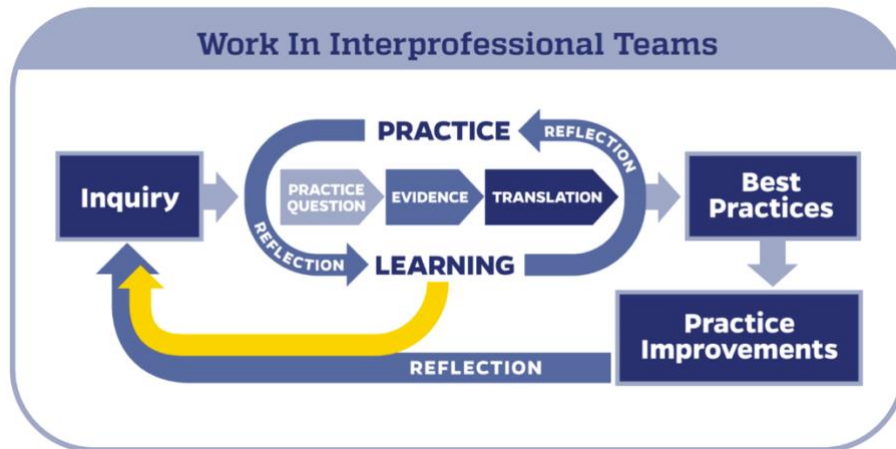 Work In Interprofessional Teams
Inquiry
PRACTICE
REFLECTION
PRACTICE
QUESTION
EVIDENCE
TRANSLATION
REFLECTION
LEARNING
Best
Practices
Practice
Improvements
REFLECTION